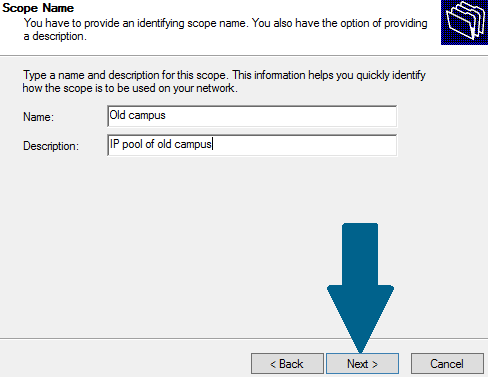 Scope Name
You have to provide an identifying scope name. You also have the option of providing
a description.
Type a name and description for this scope. This information helps you quickly identify
how the scope is to be used on your network.
Name: Old campus
Description: IP pool of old campus
< Back Next > Cancel